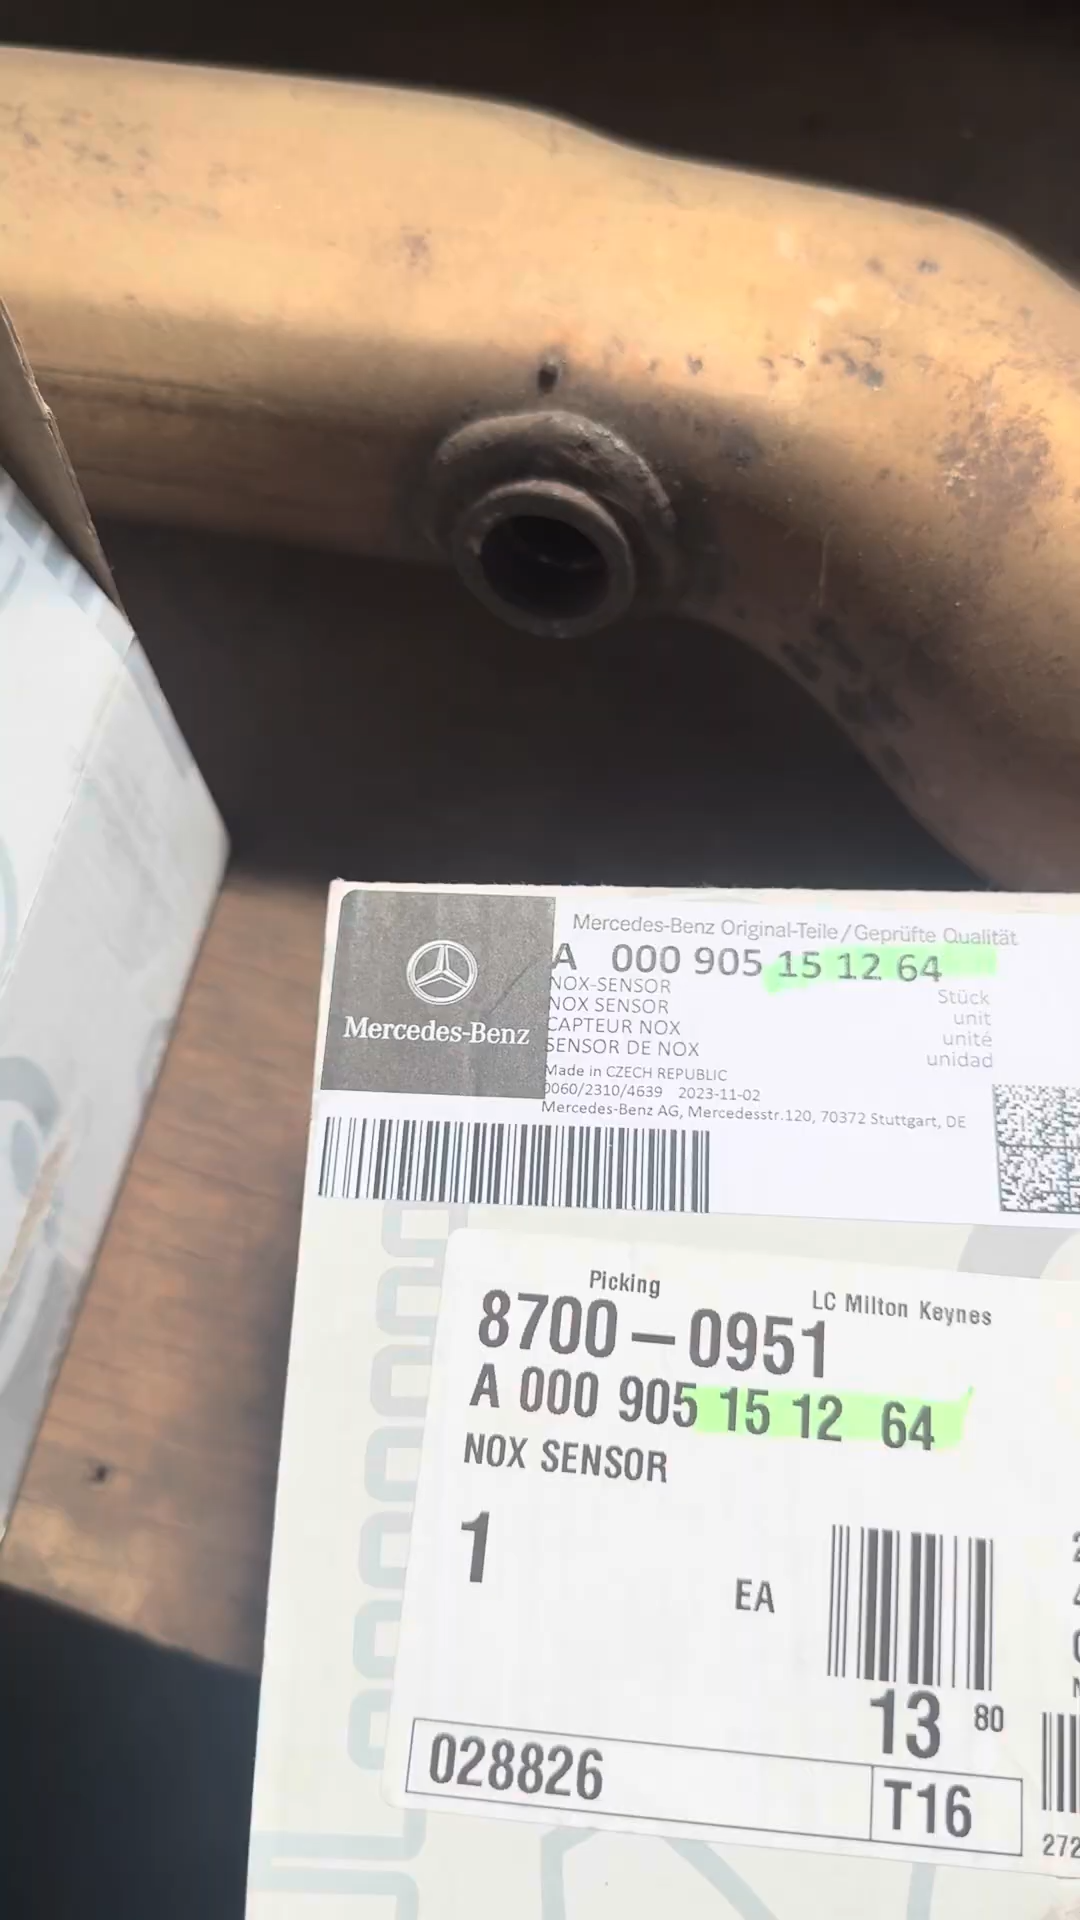 Mercedes-Benz Original-Teile/Geprüfte Qualität
A 000 905 15 12 64
NOX-SENSOR
NOX SENSOR
CAPTEUR NOX
SENSOR DE NOX
Stück
unit
unité
unidad
Mercedes-Benz
Made in CZECH REPUBLIC
0060/2310/4639 2023-11-02
Mercedes-Benz AG, Mercedesstr.120, 70372 Stuttgart, DE
Picking
LC Milton Keynes
8700-0951
A 000 905 15 12 64
NOX SENSOR
1
EA
13 80
028826
T16
272